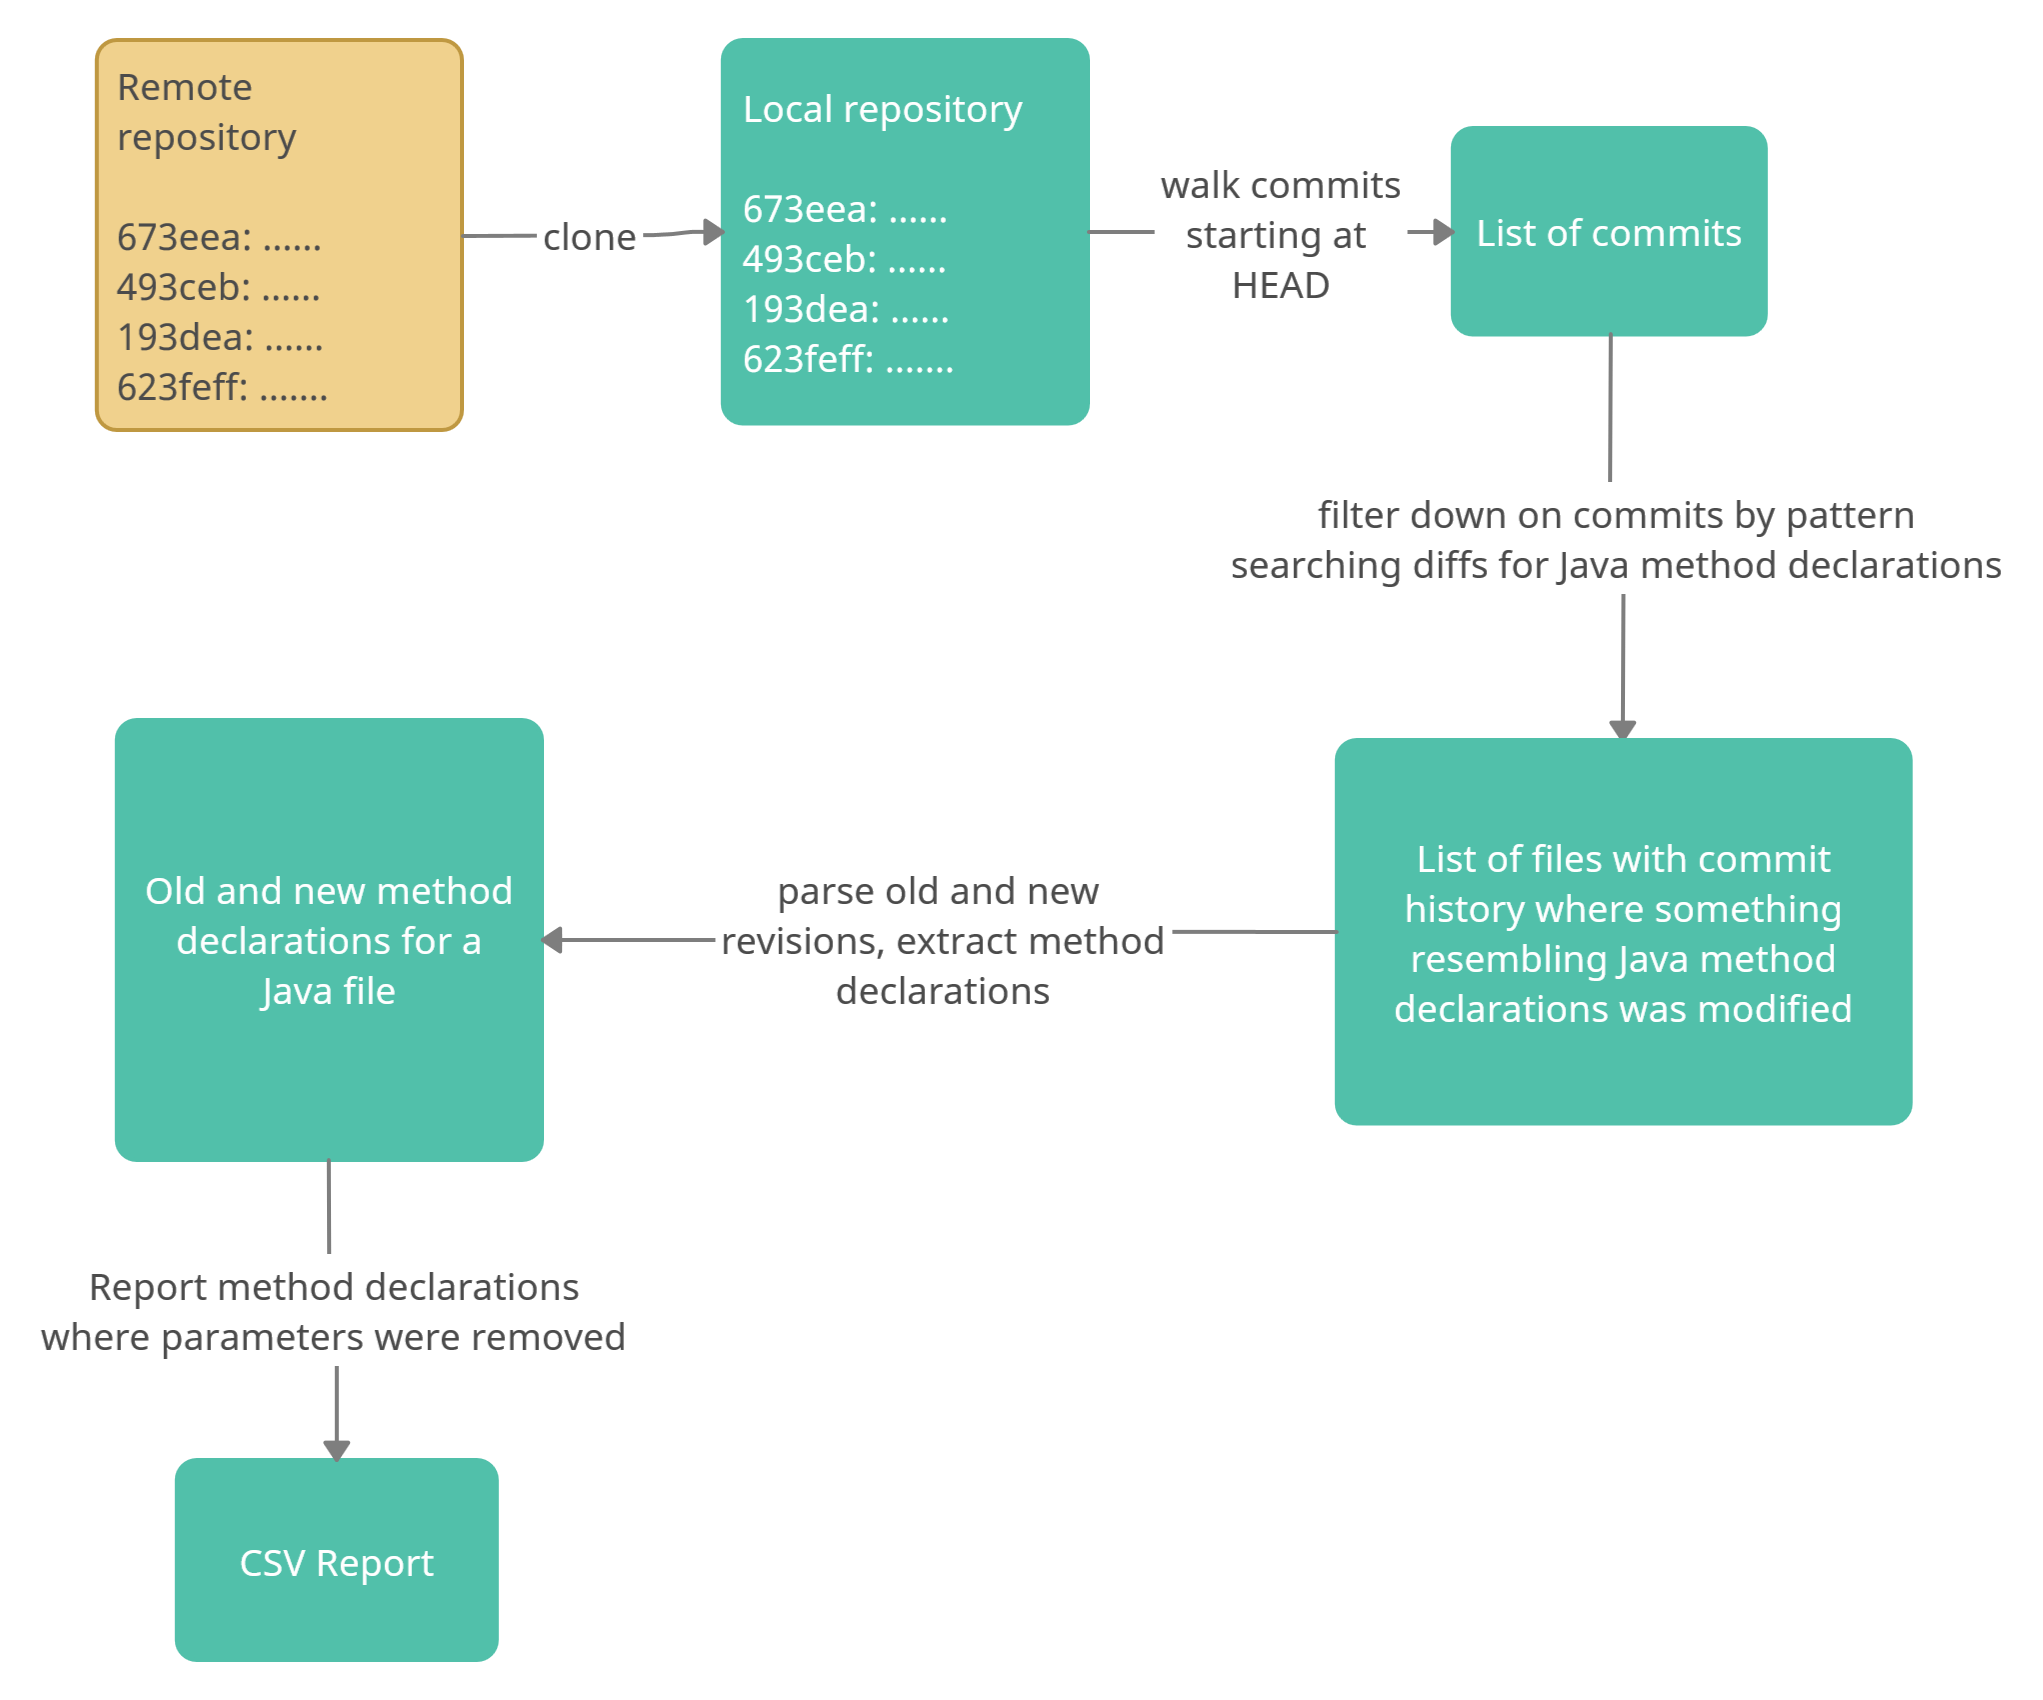 Remote
repository
673eea: ......
493ceb: ......
193dea: ......
623feff: .......
clone
Local repository
673eea: ......
493ceb: ......
193dea: ......
623feff: .......
walk commits
starting at
HEAD
List of commits
filter down on commits by pattern
searching diffs for Java method declarations
List of files with commit
history where something
resembling Java method
declarations was modified
parse old and new
revisions, extract method
declarations
Old and new method
declarations for a
Java file
Report method declarations
where parameters were removed
CSV Report